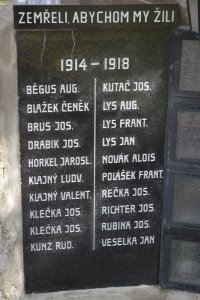 ZEMŘELI, ABYCHOM MY ŽILI
1914 – 1918
BĚGUS AUG.
BLAŽEK ČENĚK
BRUS JOS.
DRABIK JOS.
HORKEL JAROSL.
KLAJNÝ LUDV.
KLAJNÝ VALENT.
KLEČKA JOS.
KLEČKA JOS.
KUNZ RUD.
KUTAČ JOS.
LYS AUG.
LYS FRANT.
LYS JAN
NOVÁK ALOIS
POLÁŠEK FRANT.
REČKA JOS.
RICHTER JOS.
RUBINA JOS.
VESELKA JAN